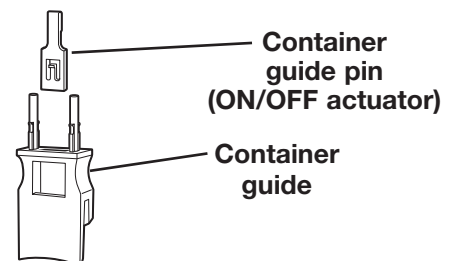 Container
guide pin
(ON/OFF actuator)
Container
guide